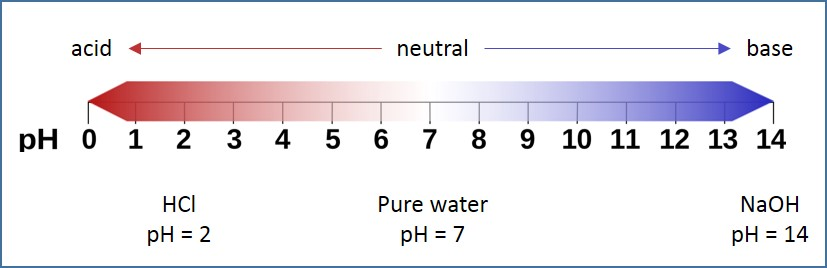 acid neutral base
pH 0 1 2 3 4 5 6 7 8 9 10 11 12 13 14
HCl Pure water NaOH
pH = 2 pH = 7 pH = 14